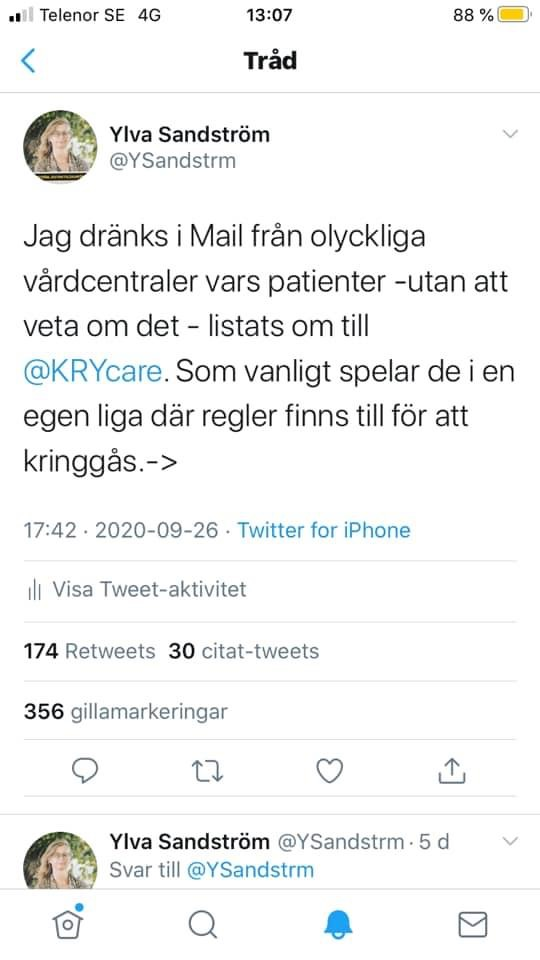 Telenor SE 4G 13:07 88 %
Tråd
Ylva Sandström
@YSandstrm
Jag dränks i Mail från olyckliga
vårdcentraler vars patienter -utan att
veta om det - listats om till
@KRYcare. Som vanligt spelar de i en
egen liga där regler finns till för att
kringgås.->
17:42 · 2020-09-26 · Twitter for iPhone
Visa Tweet-aktivitet
174 Retweets 30 citat-tweets
356 gillamarkeringar
Ylva Sandström @YSandstrm · 5 d
Svar till @YSandstrm